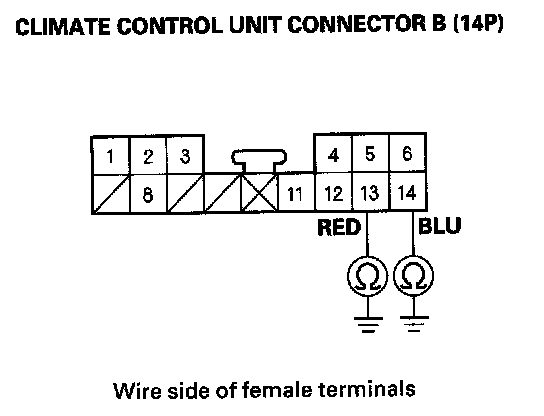 CLIMATE CONTROL UNIT CONNECTOR B (14P)
1 2 3 4 5 6
8 11 12 13 14
RED BLU
Ω Ω
Wire side of female terminals